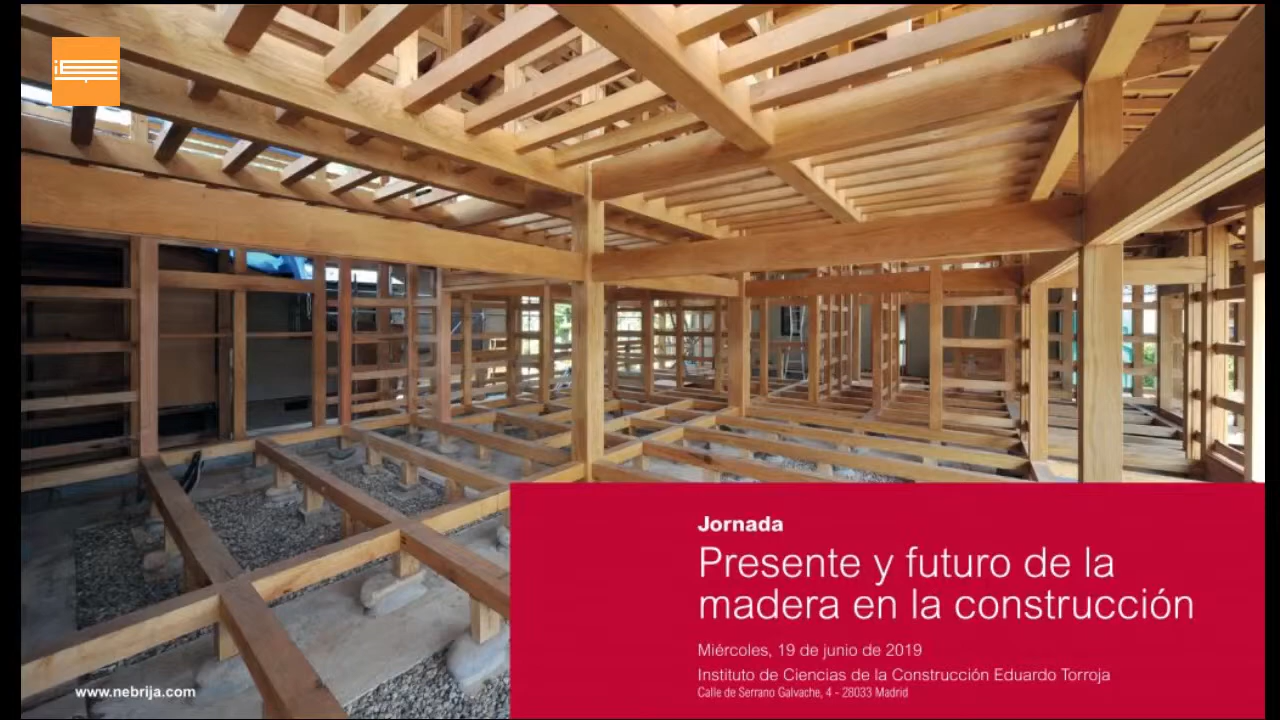 Jornada
Presente y futuro de la
madera en la construcción
Miércoles, 19 de junio de 2019
Instituto de Ciencias de la Construcción Eduardo Torroja
Calle de Serrano Galvache, 4 - 28033 Madrid
www.nebrija.com